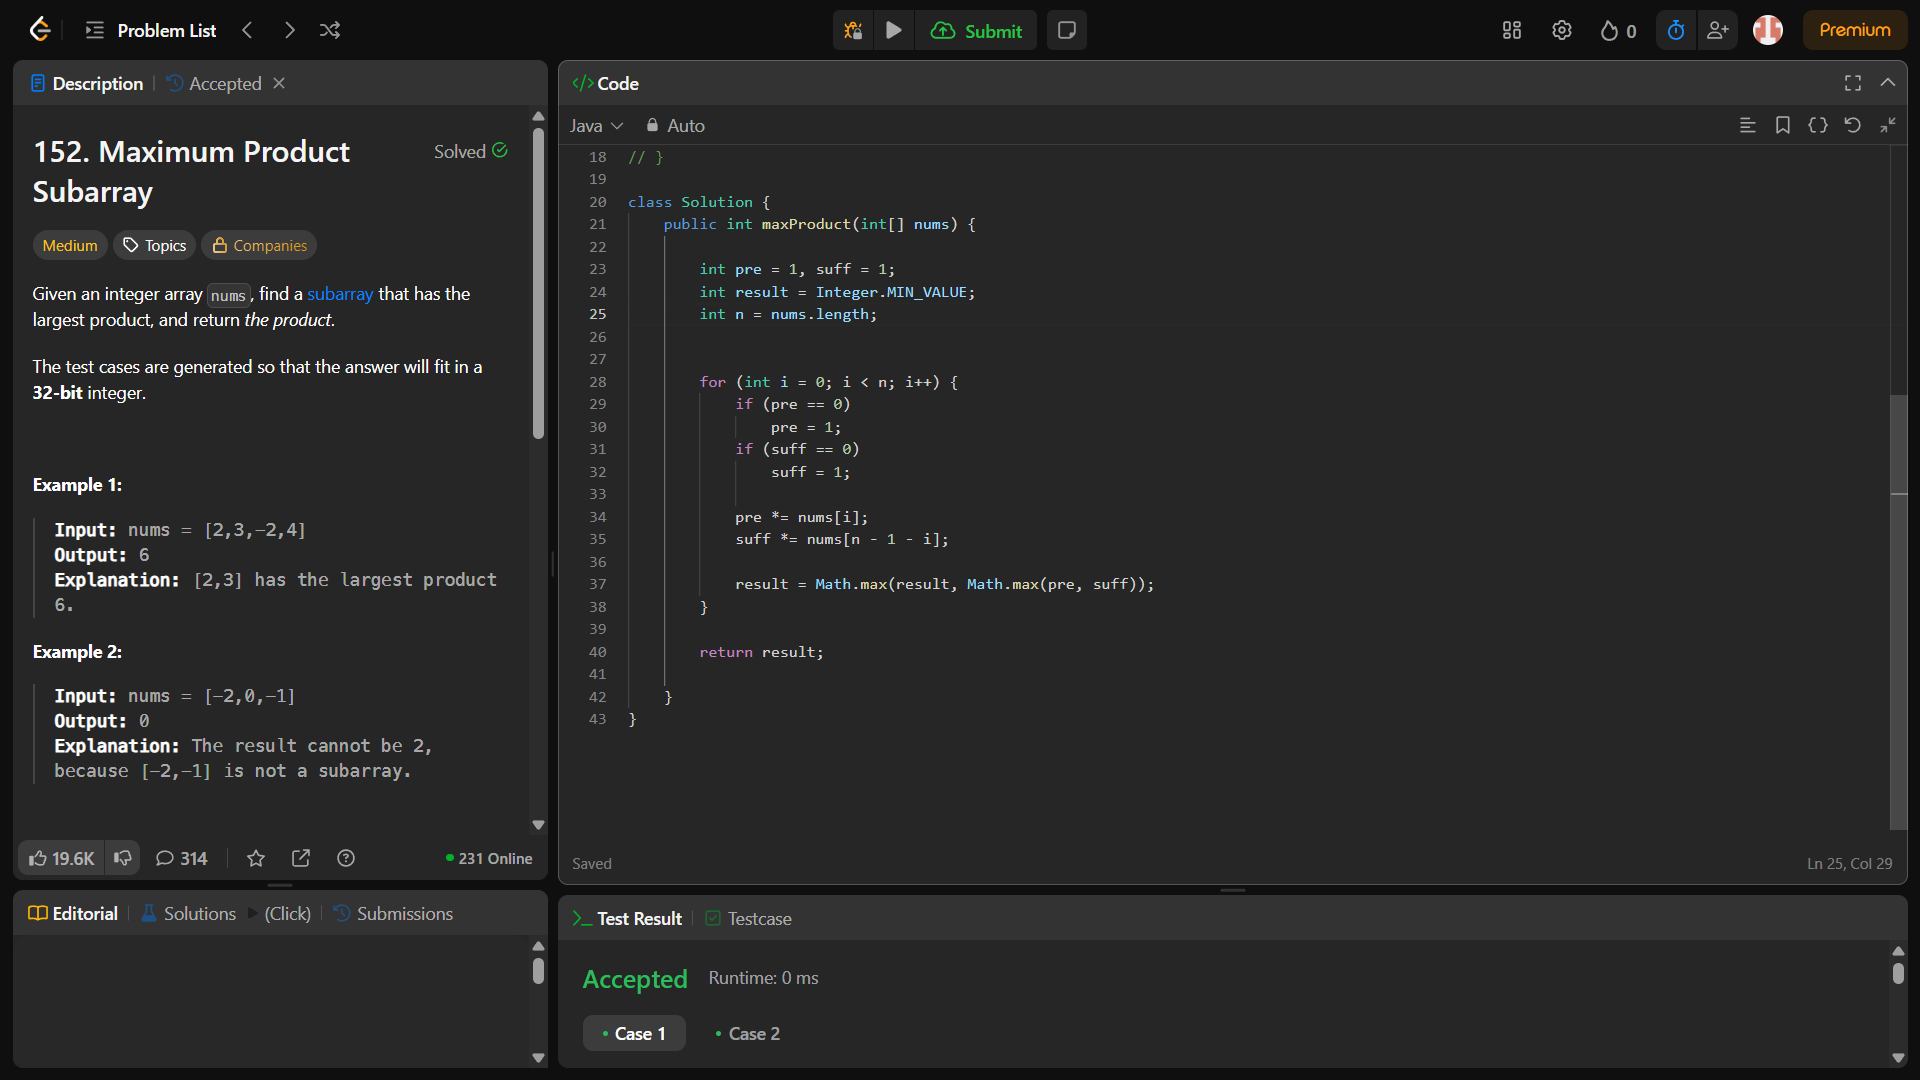 Problem List
Submit
0
Premium
Description
Accepted
152. Maximum Product
Subarray
Solved
Medium
Topics
Companies
Given an integer array nums, find a subarray that has the
largest product, and return the product.
The test cases are generated so that the answer will fit in a
32-bit integer.
Example 1:
Input: nums = [2,3,-2,4]
Output: 6
Explanation: [2,3] has the largest product
6.
Example 2:
Input: nums = [-2,0,-1]
Output: 0
Explanation: The result cannot be 2,
because [-2,-1] is not a subarray.
19.6K
314
231 Online
Editorial
Solutions
(Click)
Submissions
</> Code
Java
Auto
18 // }
19
20 class Solution {
21 public int maxProduct(int[] nums) {
22
23 int pre = 1, suff = 1;
24 int result = Integer.MIN_VALUE;
25 int n = nums.length;
26
27
28 for (int i = 0; i < n; i++) {
29 if (pre == 0)
30 pre = 1;
31 if (suff == 0)
32 suff = 1;
33
34 pre *= nums[i];
35 suff *= nums[n - 1 - i];
36
37 result = Math.max(result, Math.max(pre, suff));
38 }
39
40 return result;
41
42 }
43 }
Saved
Ln 25, Col 29
Test Result
Testcase
Accepted
Runtime: 0 ms
Case 1
Case 2